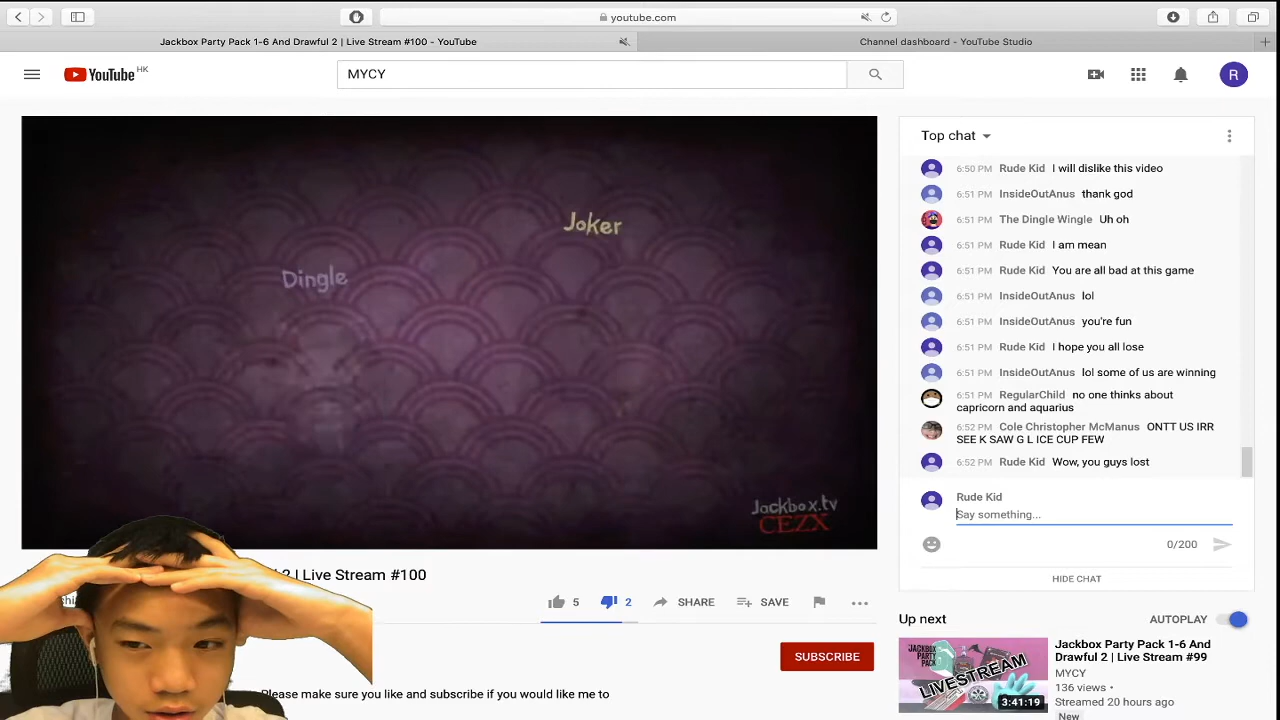 youtube.com
Jackbox Party Pack 1-6 And Drawful 2 | Live Stream #100 - YouTube
Channel dashboard - YouTube Studio
YouTube HK
MYCY
R
Joker
Dingle
Jackbox.tv
CEZX
2 | Live Stream #100
5
2
SHARE
SAVE
SUBSCRIBE
Please make sure you like and subscribe if you would like me to
Top chat
6:50 PM Rude Kid I will dislike this video
6:51 PM InsideOutAnus thank god
6:51 PM The Dingle Wingle Uh oh
6:51 PM Rude Kid I am mean
6:51 PM Rude Kid You are all bad at this game
6:51 PM InsideOutAnus lol
6:51 PM InsideOutAnus you're fun
6:51 PM Rude Kid I hope you all lose
6:51 PM InsideOutAnus lol some of us are winning
6:51 PM RegularChild no one thinks about
capricorn and aquarius
6:52 PM Cole Christopher McManus ONTT US IRR
SEE K SAW G L ICE CUP FEW
6:52 PM Rude Kid Wow, you guys lost
Rude Kid
Say something...
0/200
HIDE CHAT
Up next
AUTOPLAY
JACKBOX
PARTY
PACK
LIVESTREAM
3:41:19
Jackbox Party Pack 1-6 And
Drawful 2 | Live Stream #99
MYCY
136 views •
Streamed 20 hours ago
New